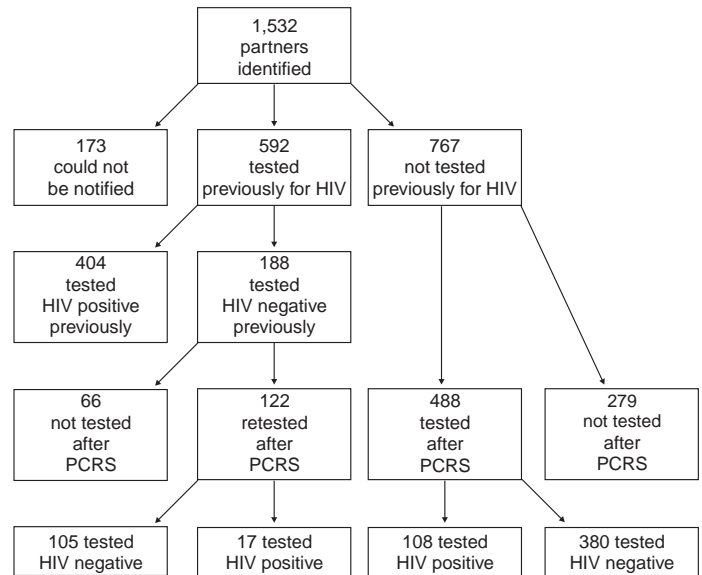 1,532
partners
identified
173
could not
be notified
592
tested
previously for HIV
767
not tested
previously for HIV
404
tested
HIV positive
previously
188
tested
HIV negative
previously
66
not tested
after
PCRS
122
retested
after
PCRS
488
tested
after
PCRS
279
not tested
after
PCRS
105 tested
HIV negative
17 tested
HIV positive
108 tested
HIV positive
380 tested
HIV negative